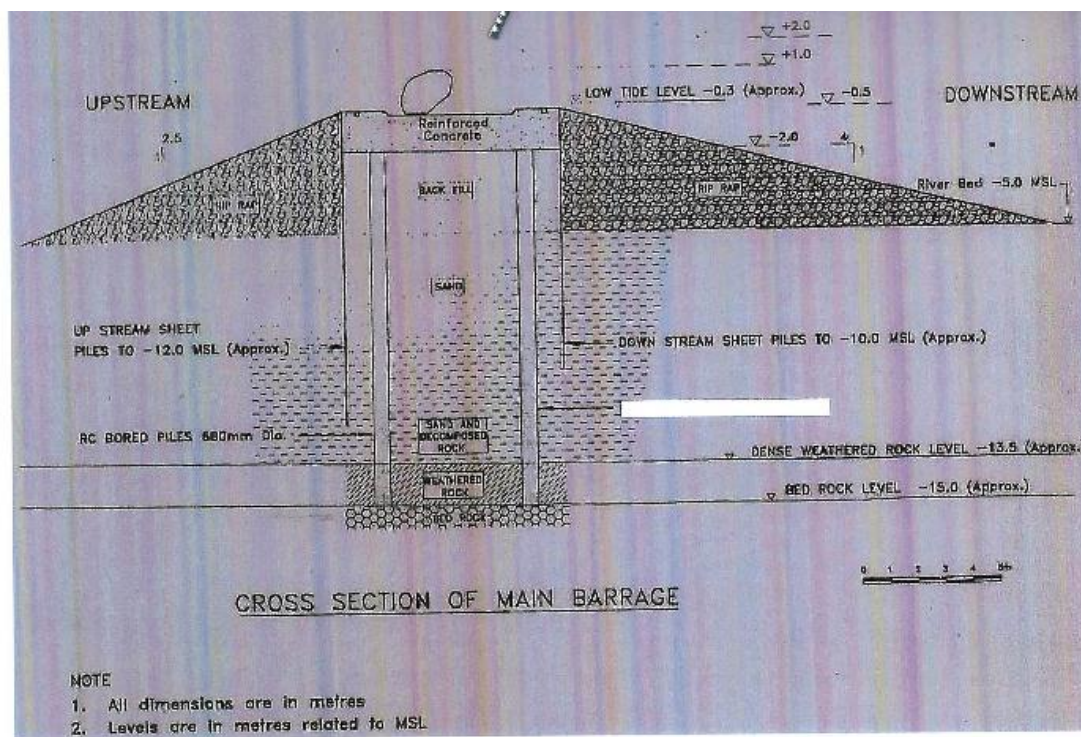 +2.0
+1.0
UPSTREAM
LOW TIDE LEVEL -0.3 (Approx.)
-0.5
DOWNSTREAM
Reinforced
Concrete
2.5
-2.0
4
1
BACK FILL
RIP RAP
RIP RAP
River Bed -5.0 MSL
SAND
UP STREAM SHEET
PILES TO -12.0 MSL (Approx.)
DOWN STREAM SHEET PILES TO -10.0 MSL (Approx.)
RC BORED PILES 680mm Dia.
SAND AND
DECOMPOSED
ROCK
DENSE WEATHERED ROCK LEVEL -13.5 (Approx.
WEATHERED
ROCK
BED ROCK LEVEL -15.0 (Approx.)
BED ROCK
0 1 2 3 4 5m
CROSS SECTION OF MAIN BARRAGE
NOTE
1. All dimensions are in metres
2. Levels are in metres related to MSL